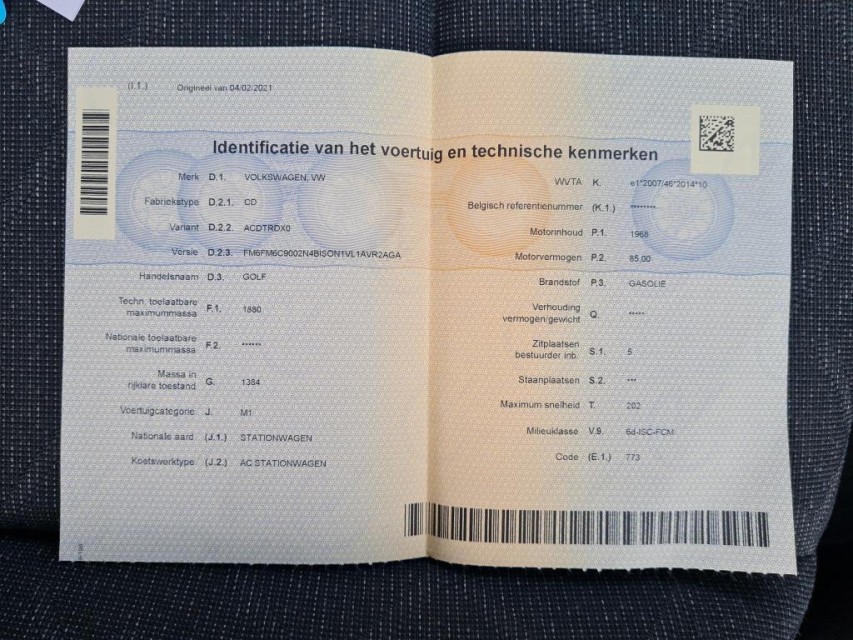 (I.1.) Origineel van 04/02/2021
Identificatie van het voertuig en technische kenmerken
Merk D.1. VOLKSWAGEN, VW
Fabriekstype D.2.1. CD
Variant D.2.2. ACDTRDX0
Versie D.2.3. FM6FM6C9002N4BISON1VL1AVR2AGA
Handelsnaam D.3. GOLF
Techn. toelaatbare
maximummassa F.1. 1880
Nationale toelaatbare
maximummassa F.2. ******
Massa in
rijklare toestand G. 1384
Voertuigcategorie J. M1
Nationale aard (J.1.) STATIONWAGEN
Koetswerktype (J.2.) AC STATIONWAGEN
WVTA K. e1*2007/46*2014*10
Belgisch referentienummer (K.1.) ********
Motorinhoud P.1. 1968
Motorvermogen P.2. 85,00
Brandstof P.3. GASOLIE
Verhouding
vermogen/gewicht Q. *****
Zitplaatsen
bestuurder inb. S.1. 5
Staanplaatsen S.2. ***
Maximum snelheid T. 202
Milieuklasse V.9. 6d-ISC-FCM
Code (E.1.) 773